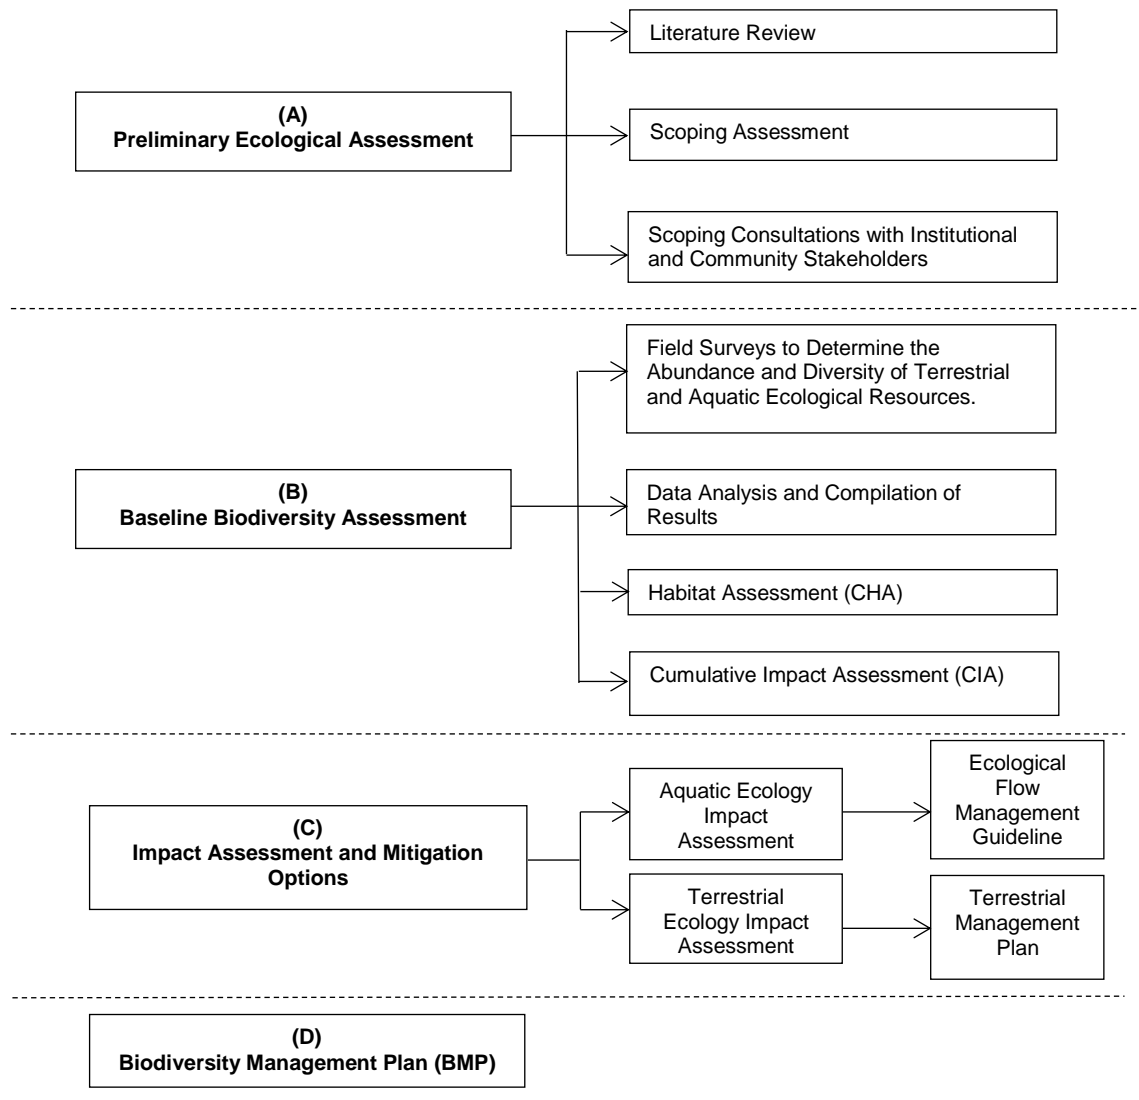 Literature Review
(A)
Preliminary Ecological Assessment
Scoping Assessment
Scoping Consultations with Institutional
and Community Stakeholders
Field Surveys to Determine the
Abundance and Diversity of Terrestrial
and Aquatic Ecological Resources.
(B)
Baseline Biodiversity Assessment
Data Analysis and Compilation of
Results
Habitat Assessment (CHA)
Cumulative Impact Assessment (CIA)
(C)
Impact Assessment and Mitigation
Options
Aquatic Ecology
Impact
Assessment
Ecological
Flow
Management
Guideline
Terrestrial
Ecology Impact
Assessment
Terrestrial
Management
Plan
(D)
Biodiversity Management Plan (BMP)